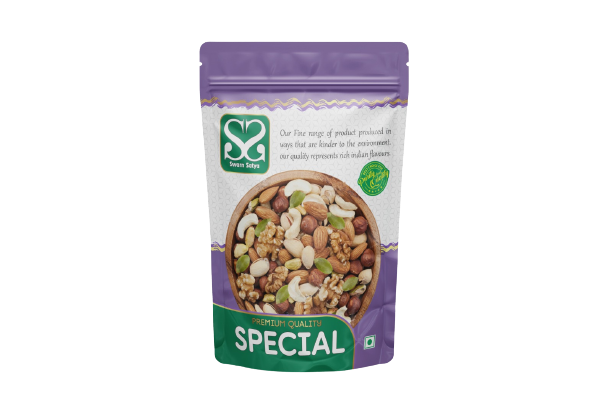 Swarn Satya
Our Fine range of product produced in
ways that are kinder to the environment,
our quality represents rich indian flavours.
PREMIUM QUALITY
SPECIAL